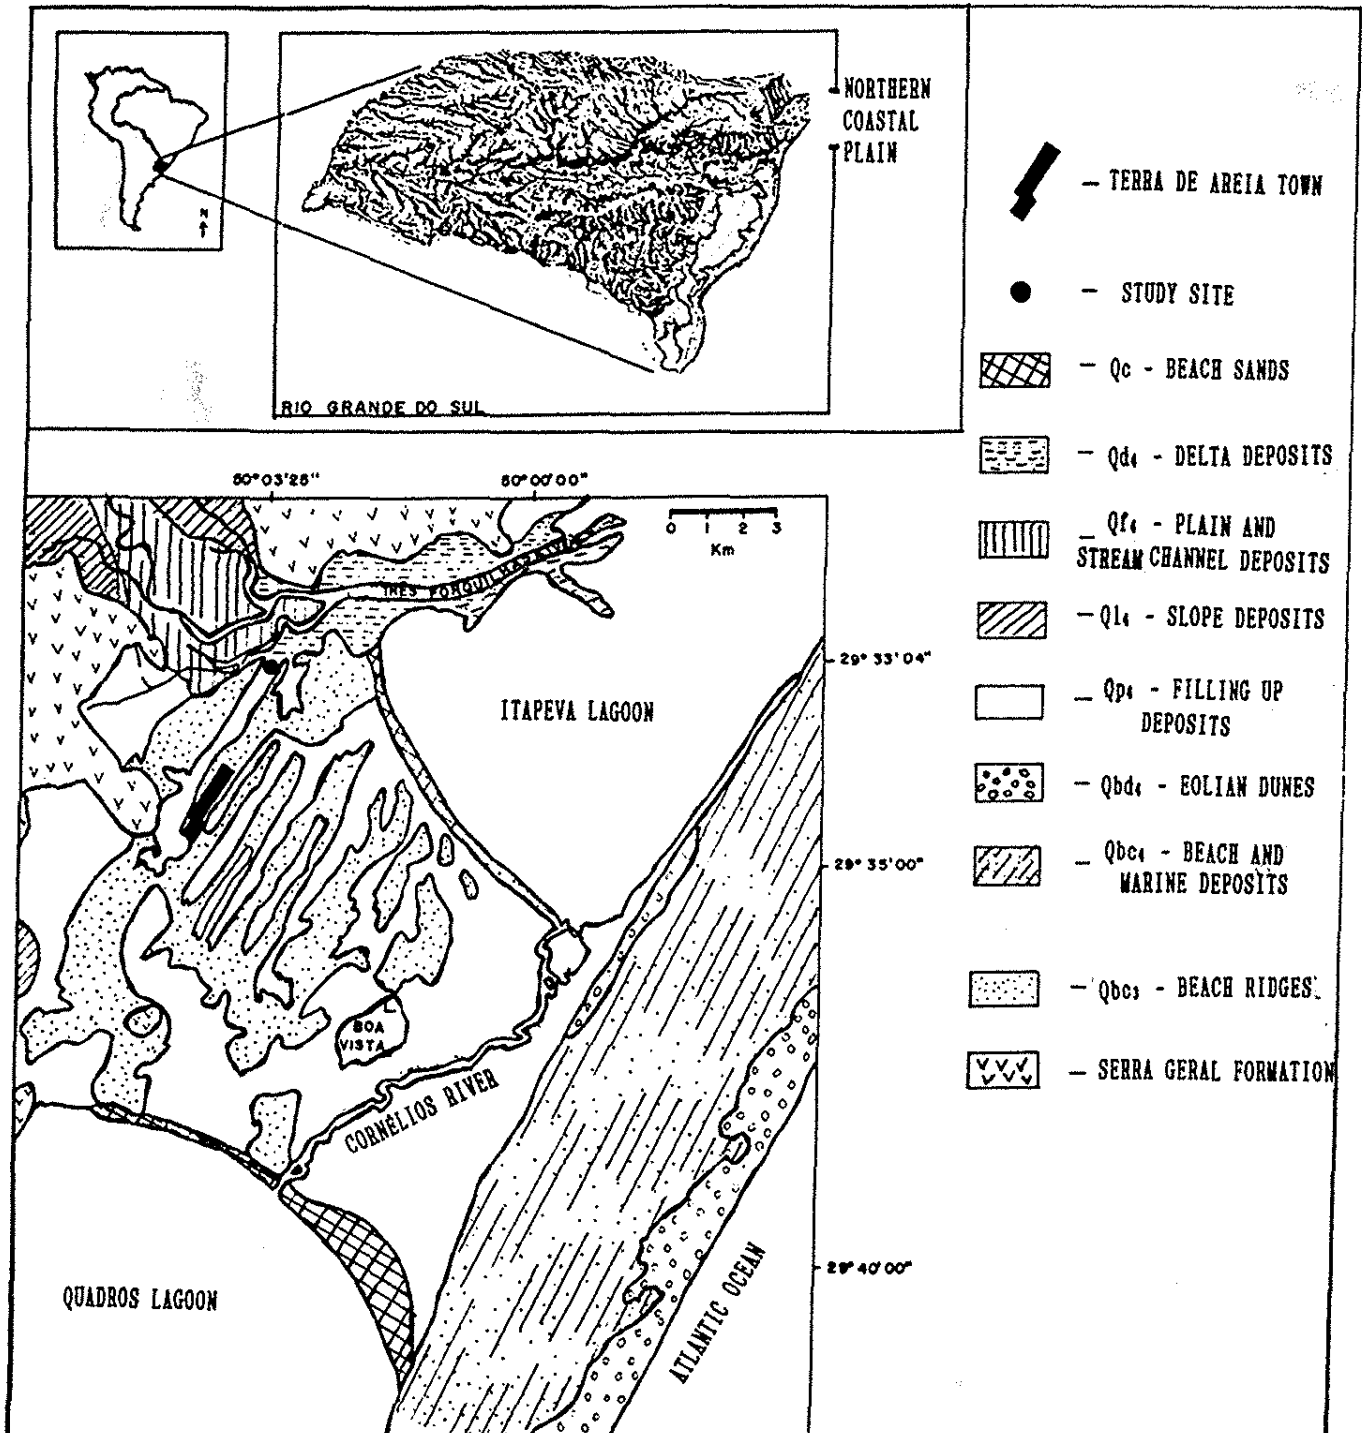 N
NORTHERN
COASTAL
PLAIN
RIO GRANDE DO SUL
— TERRA DE AREIA TOWN
— STUDY SITE
— Qc - BEACH SANDS
— Qd₄ - DELTA DEPOSITS
— Qf₄ - PLAIN AND
STREAM CHANNEL DEPOSITS
— Ql₄ - SLOPE DEPOSITS
— Qp₄ - FILLING UP
DEPOSITS
— Qbd₄ - EOLIAN DUNES
— Qbc₄ - BEACH AND
MARINE DEPOSITS
— Qbc₃ - BEACH RIDGES
— SERRA GERAL FORMATION
50°03'25"
50°00'00"
0 1 2 3
Km
TRÊS FORQUILHAS RIVER
29°33'04"
ITAPEVA LAGOON
29°35'00"
BOA
VISTA
CORNÉLIOS RIVER
29°40'00"
QUADROS LAGOON
ATLANTIC OCEAN